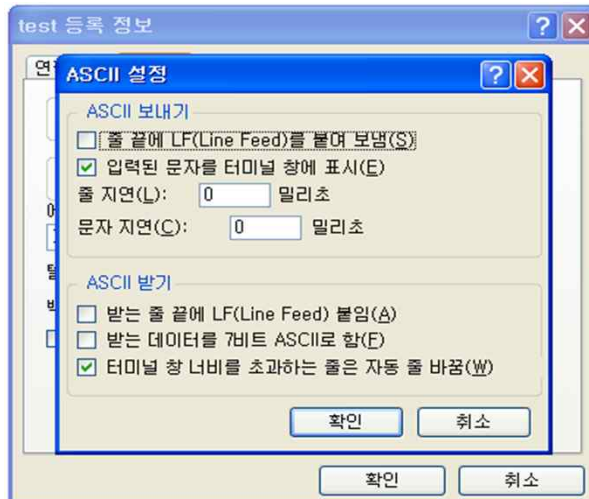 test 등록 정보
ASCII 설정
ASCII 보내기
줄 끝에 LF(Line Feed)를 붙여 보냄(S)
입력된 문자를 터미널 창에 표시(E)
줄 지연(L): 0 밀리초
문자 지연(C): 0 밀리초
ASCII 받기
받는 줄 끝에 LF(Line Feed) 붙임(A)
받는 데이터를 7비트 ASCII로 함(F)
터미널 창 너비를 초과하는 줄은 자동 줄 바꿈(W)
확인 취소
확인 취소